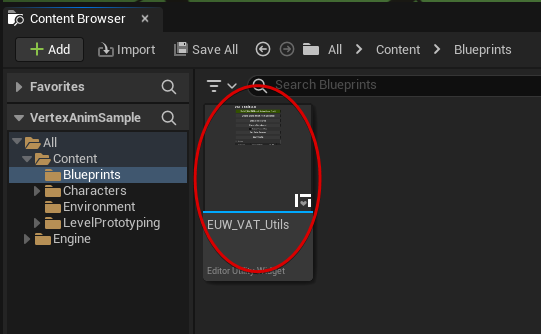 Content Browser
Add
Import
Save All
All
Content
Blueprints
Favorites
Search Blueprints
VertexAnimSample
All
Content
Blueprints
Characters
Environment
LevelPrototyping
Engine
EUW_VAT_Utils
Editor Utility Widget